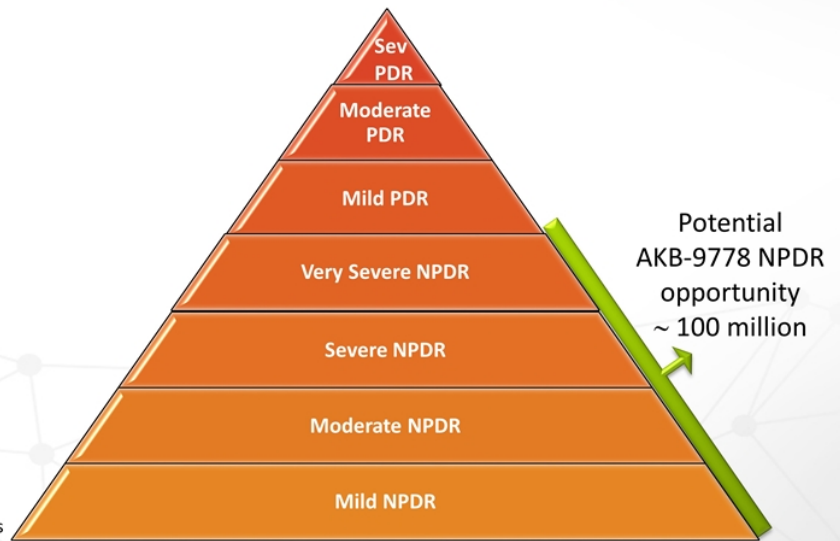 Sev
PDR
Moderate
PDR
Mild PDR
Very Severe NPDR
Severe NPDR
Moderate NPDR
Mild NPDR
Potential
AKB-9778 NPDR
opportunity
~ 100 million
s